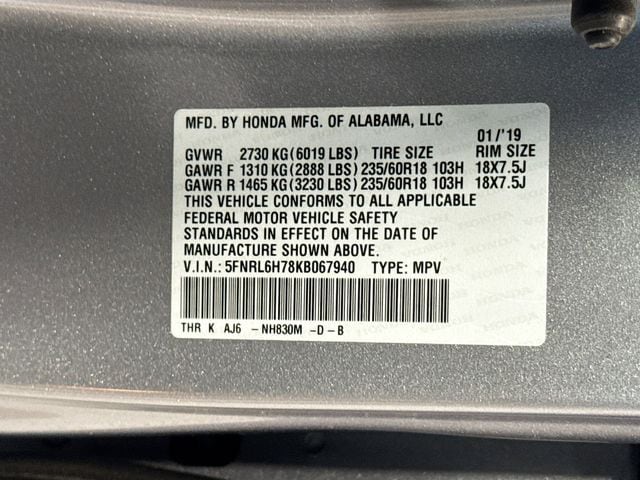 MFD. BY HONDA MFG. OF ALABAMA, LLC
01/'19
GVWR 2730 KG(6019 LBS) TIRE SIZE RIM SIZE
GAWR F 1310 KG(2888 LBS) 235/60R18 103H 18X7.5J
GAWR R 1465 KG(3230 LBS) 235/60R18 103H 18X7.5J
THIS VEHICLE CONFORMS TO ALL APPLICABLE
FEDERAL MOTOR VEHICLE SAFETY
STANDARDS IN EFFECT ON THE DATE OF
MANUFACTURE SHOWN ABOVE.
V.I.N.: 5FNRL6H78KB067940 TYPE: MPV
THR K AJ6 -NH830M -D-B